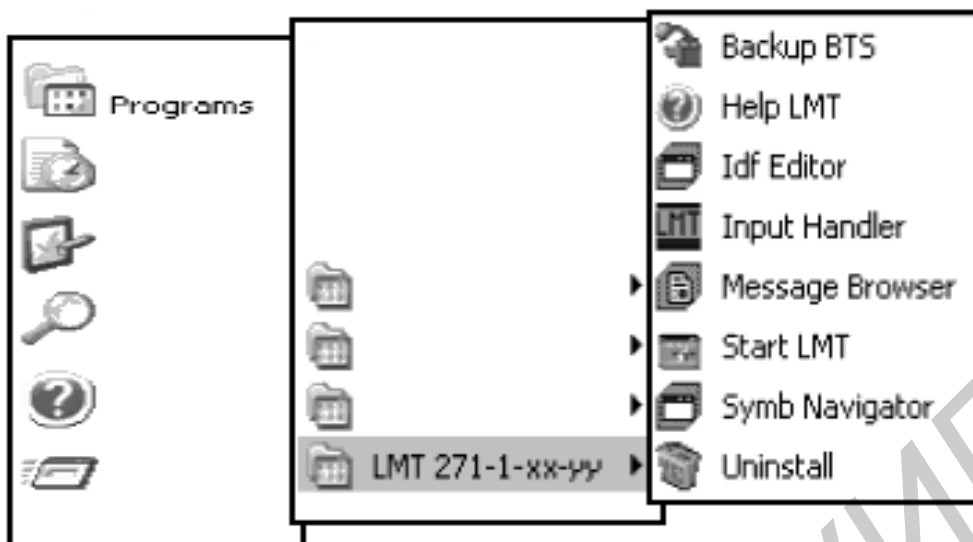 Programs
LMT 271-1-xx-yy
Backup BTS
Help LMT
Idf Editor
LMT
Input Handler
Message Browser
Start LMT
Symb Navigator
Uninstall